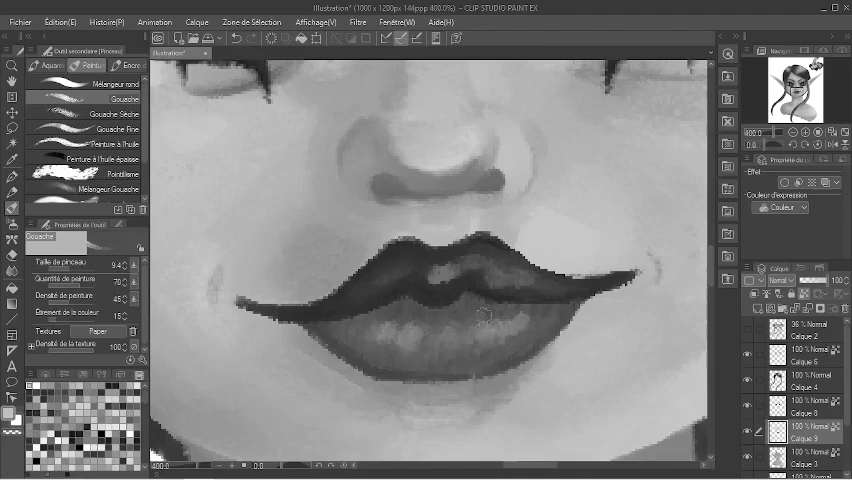 Illustration* (1000 x 1200px 144ppp 400.0%) - CLIP STUDIO PAINT EX
Fichier Édition(E) Histoire(P) Animation Calque Zone de Sélection Affichage(V) Filtre Fenêtre(W) Aide(H)
Outil secondaire (Pinceau)
Illustration*
Navigat
Aquare
Peintu
Encre
Mélangeur rond
Gouache
Gouache Sèche
Gouache Fine
Peinture à l'huile
Peinture à l'huile épaisse
Pointillisme
Mélangeur Gouache
Propriétés de l'outil
Gouache
Taille de pinceau 9.4
Quantité de peinture 70
Densité de peinture 45
Étirement de la couleur 15
Textures Paper
Densité de la texture 100
400.0
0.0
Propriété du c
Effet
Couleur d'expression
Couleur
Calque
Normal 100
36 % Normal
Calque 2
100 % Normal
Calque 6
100 % Normal
Calque 4
100 % Normal
Calque 8
100 % Normal
Calque 9
100 % Normal
Calque 3
400.0 0.0